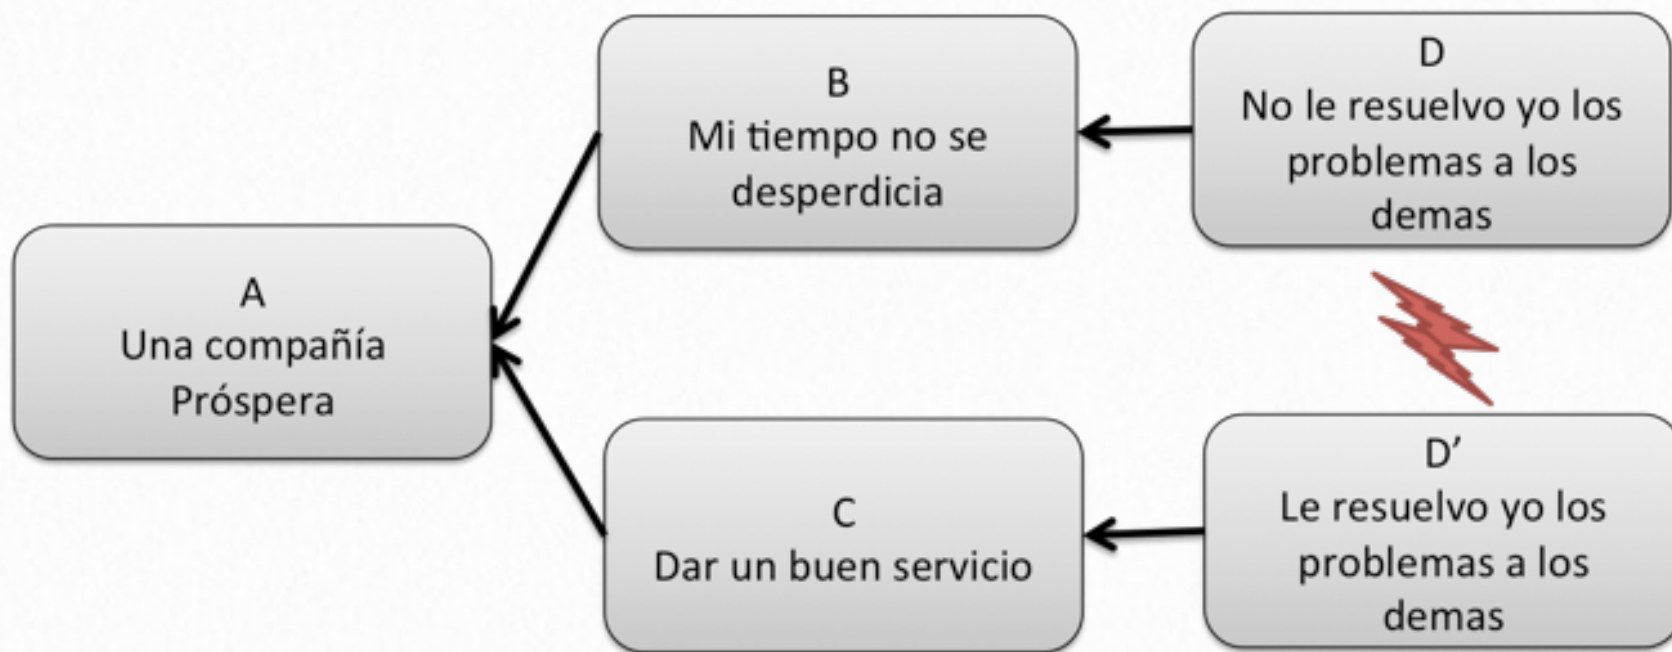 A
Una compañía
Próspera
B
Mi tiempo no se
desperdicia
C
Dar un buen servicio
D
No le resuelvo yo los
problemas a los
demas
D’
Le resuelvo yo los
problemas a los
demas